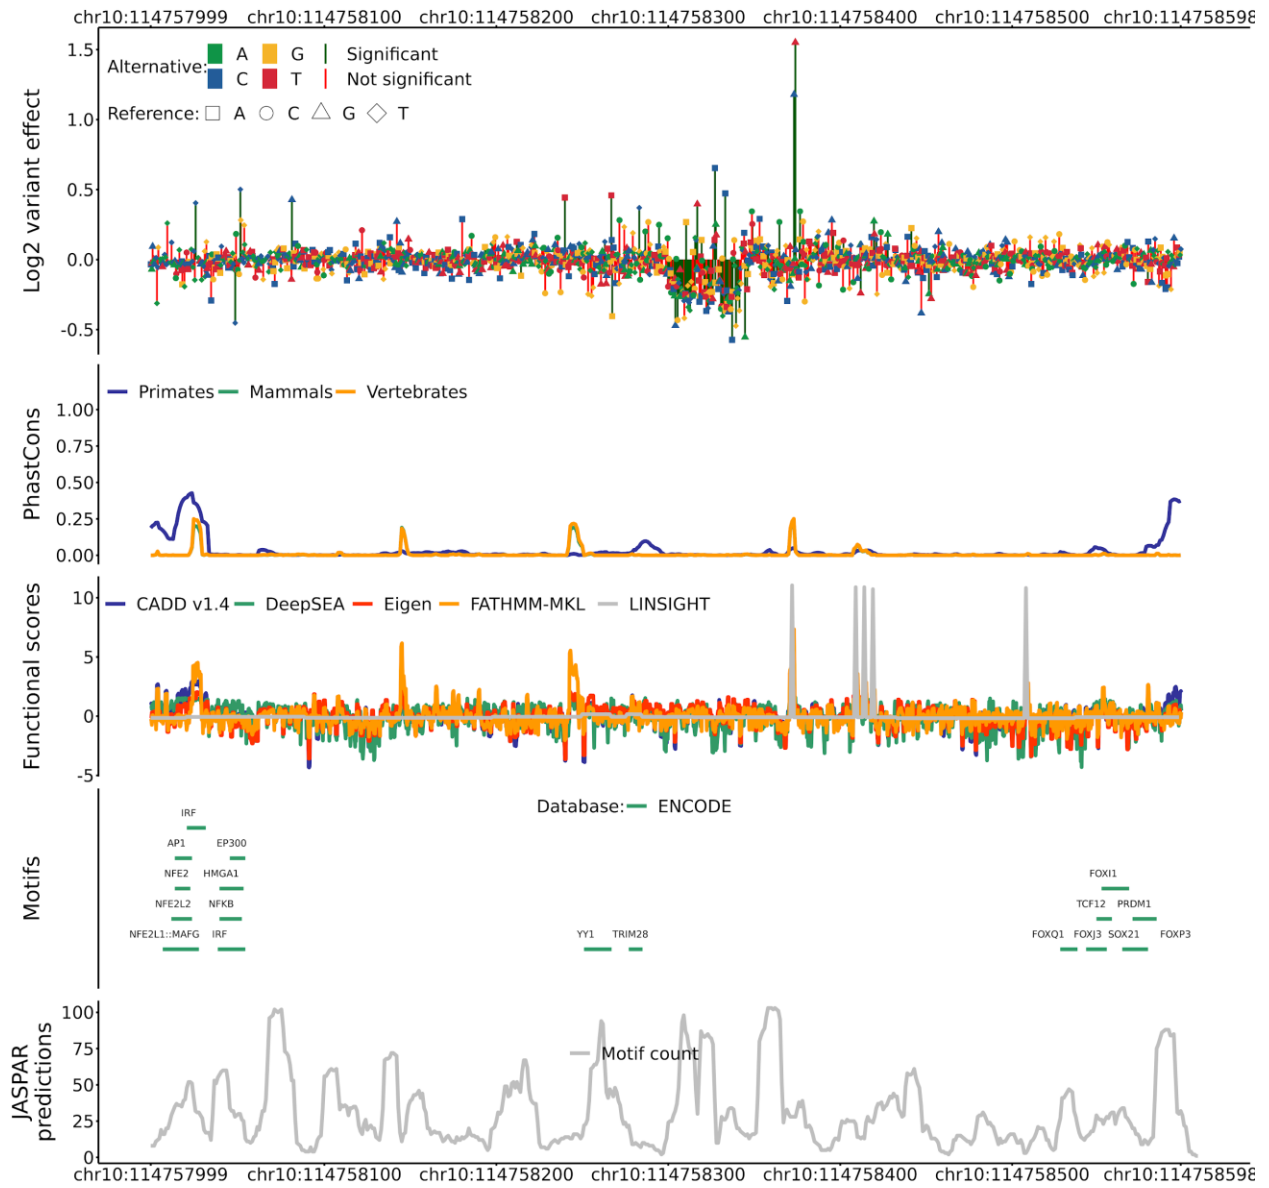 chr10:114757999 chr10:114758100 chr10:114758200 chr10:114758300 chr10:114758400 chr10:114758500 chr10:114758598
Log2 variant effect
1.5
1.0
0.5
0.0
-0.5
Alternative: A G Significant
C T Not significant
Reference: A C G T
PhastCons
Primates Mammals Vertebrates
1.00
0.75
0.50
0.25
0.00
Functional scores
10
5
0
-5
CADD v1.4 DeepSEA Eigen FATHMM-MKL LINSIGHT
Motifs
Database: ENCODE
IRF
AP1 EP300
NFE2 HMGA1 FOXI1
NFE2L2 NFKB TCF12 PRDM1
NFE2L1::MAFG IRF YY1 TRIM28 FOXQ1 FOXJ3 SOX21 FOXP3
JASPAR
predictions
100
75
50
25
0
Motif count
chr10:114757999 chr10:114758100 chr10:114758200 chr10:114758300 chr10:114758400 chr10:114758500 chr10:114758598